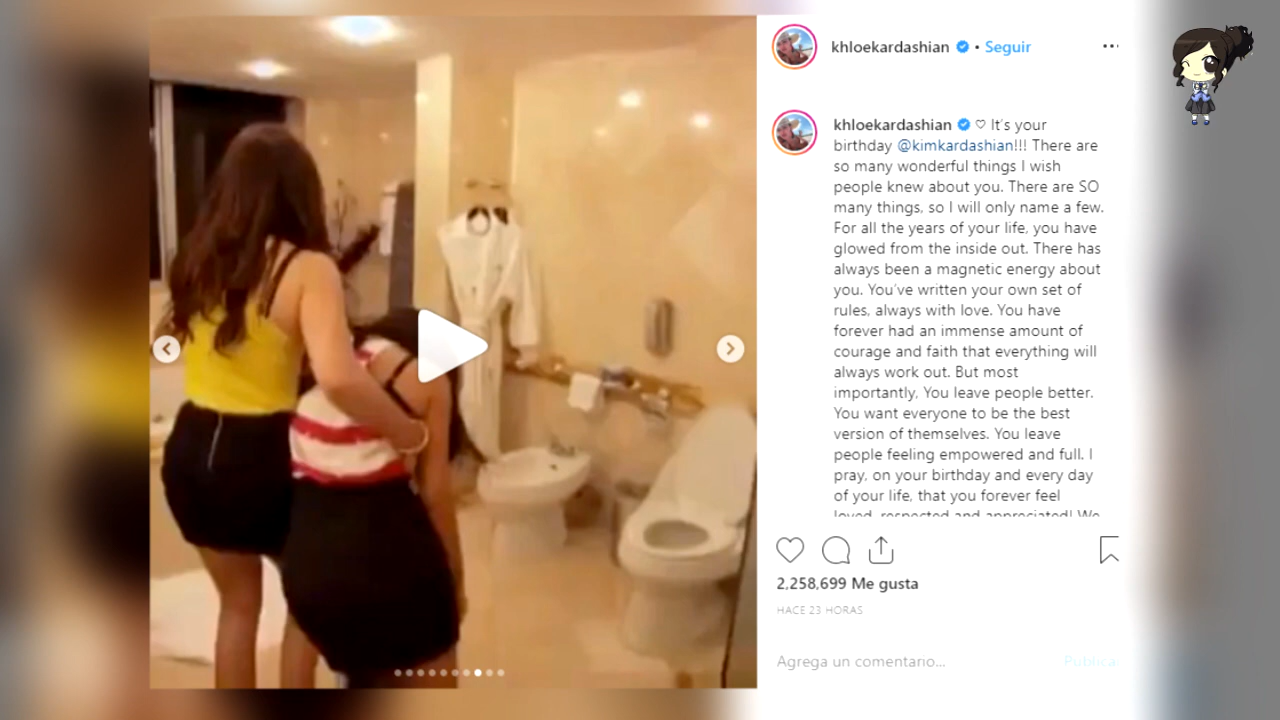 khloekardashian • Seguir
khloekardashian ♡ It's your
birthday @kimkardashian!!! There are
so many wonderful things I wish
people knew about you. There are SO
many things, so I will only name a few.
For all the years of your life, you have
glowed from the inside out. There has
always been a magnetic energy about
you. You've written your own set of
rules, always with love. You have
forever had an immense amount of
courage and faith that everything will
always work out. But most
importantly, You leave people better.
You want everyone to be the best
version of themselves. You leave
people feeling empowered and full. I
pray, on your birthday and every day
of your life, that you forever feel
loved, respected and appreciated! We
2,258,699 Me gusta
HACE 23 HORAS
Agrega un comentario... Publica